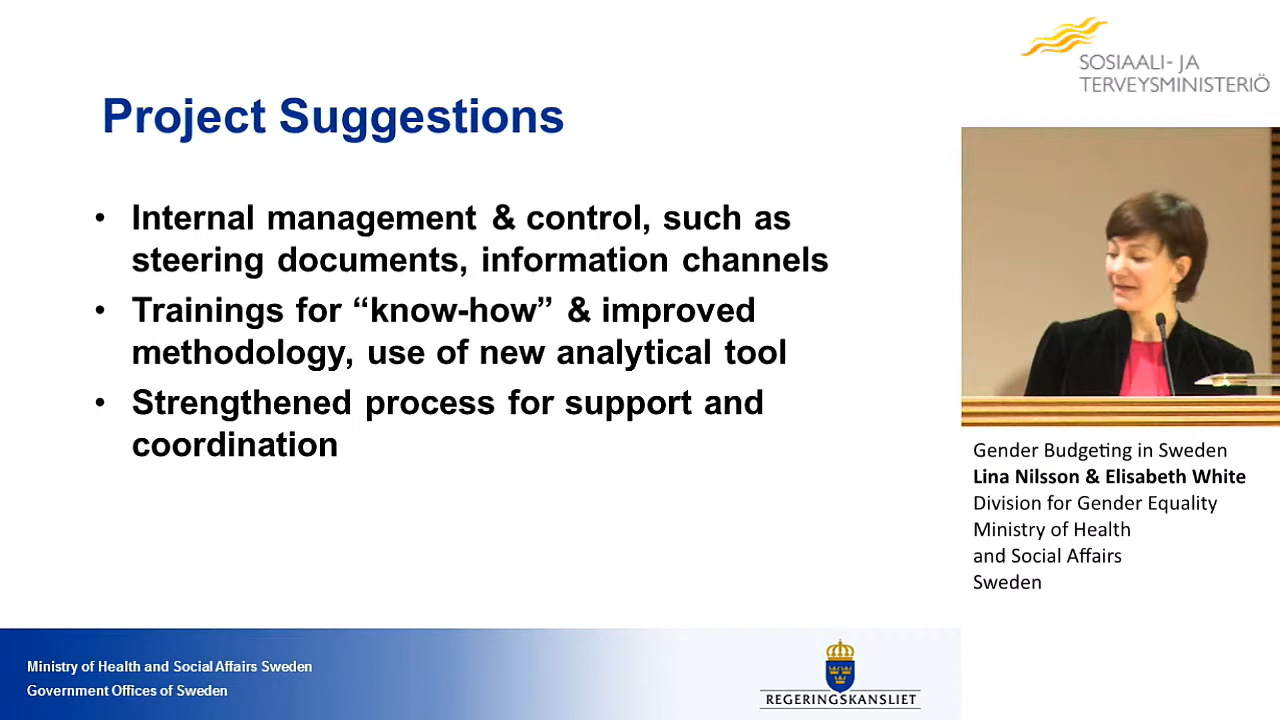 Project Suggestions
• Internal management & control, such as
steering documents, information channels
• Trainings for “know-how” & improved
methodology, use of new analytical tool
• Strengthened process for support and
coordination
Ministry of Health and Social Affairs Sweden
Government Offices of Sweden
REGERINGSKANSLIET
SOSIAALI- JA
TERVEYSMINISTERIÖ
Gender Budgeting in Sweden
Lina Nilsson & Elisabeth White
Division for Gender Equality
Ministry of Health
and Social Affairs
Sweden